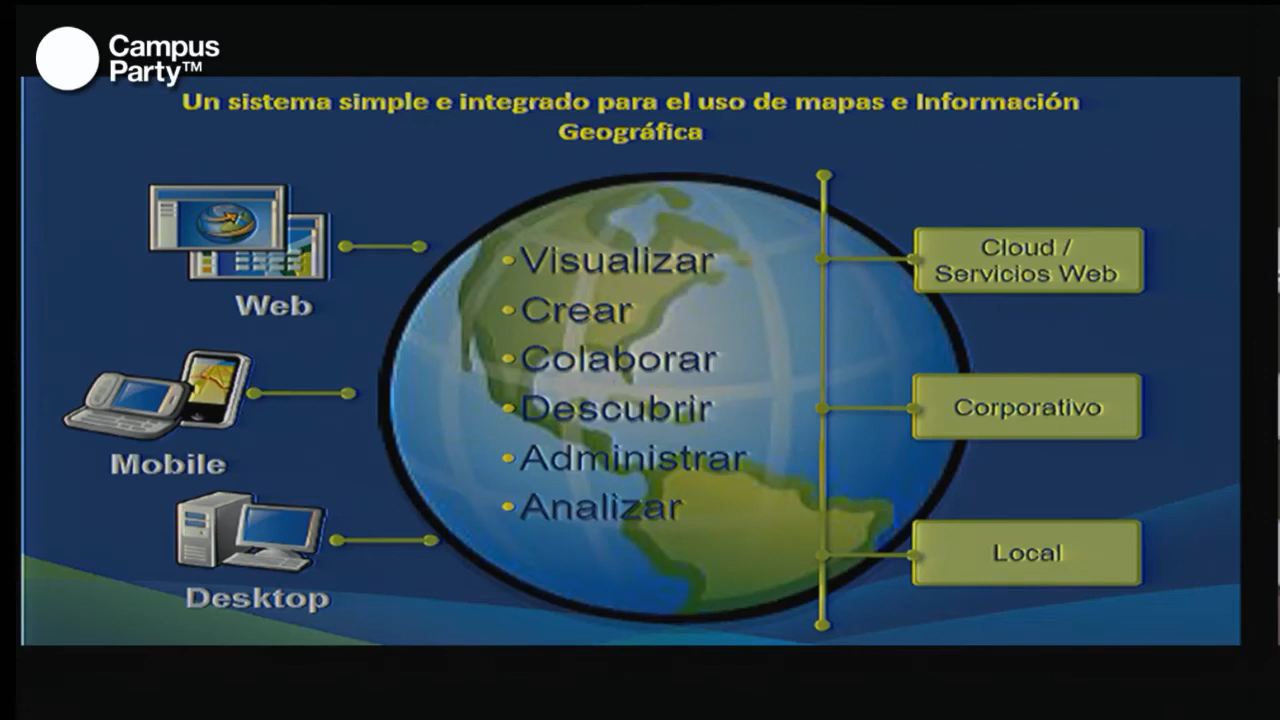 Campus
Party™
Un sistema simple e integrado para el uso de mapas e Información
Geográfica
Web
Mobile
Desktop
•Visualizar
•Crear
•Colaborar
•Descubrir
•Administrar
•Analizar
Cloud /
Servicios Web
Corporativo
Local